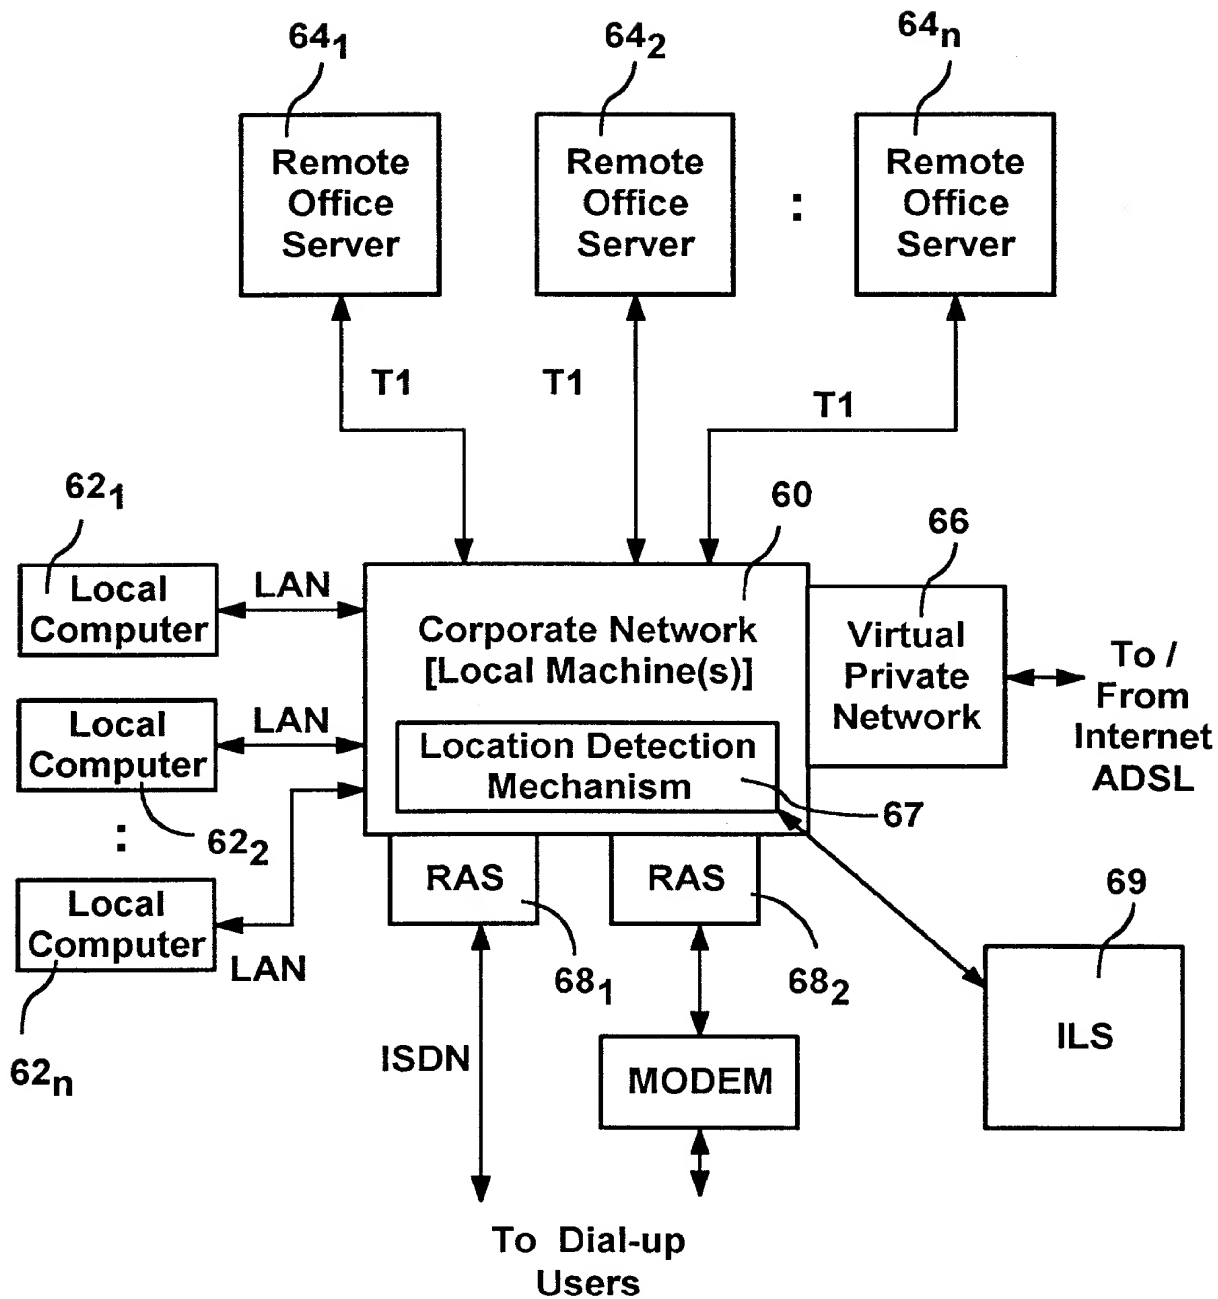 64₁
64₂
64ₙ
Remote
Office
Server
Remote
Office
Server
:
Remote
Office
Server
T1
T1
T1
62₁
60
66
Local
Computer
LAN
Corporate Network
[Local Machine(s)]
Virtual
Private
Network
To /
From
Internet
ADSL
Local
Computer
LAN
Location Detection
Mechanism
67
62₂
:
RAS
RAS
69
Local
Computer
LAN
68₁
68₂
62ₙ
ISDN
MODEM
ILS
To Dial-up
Users